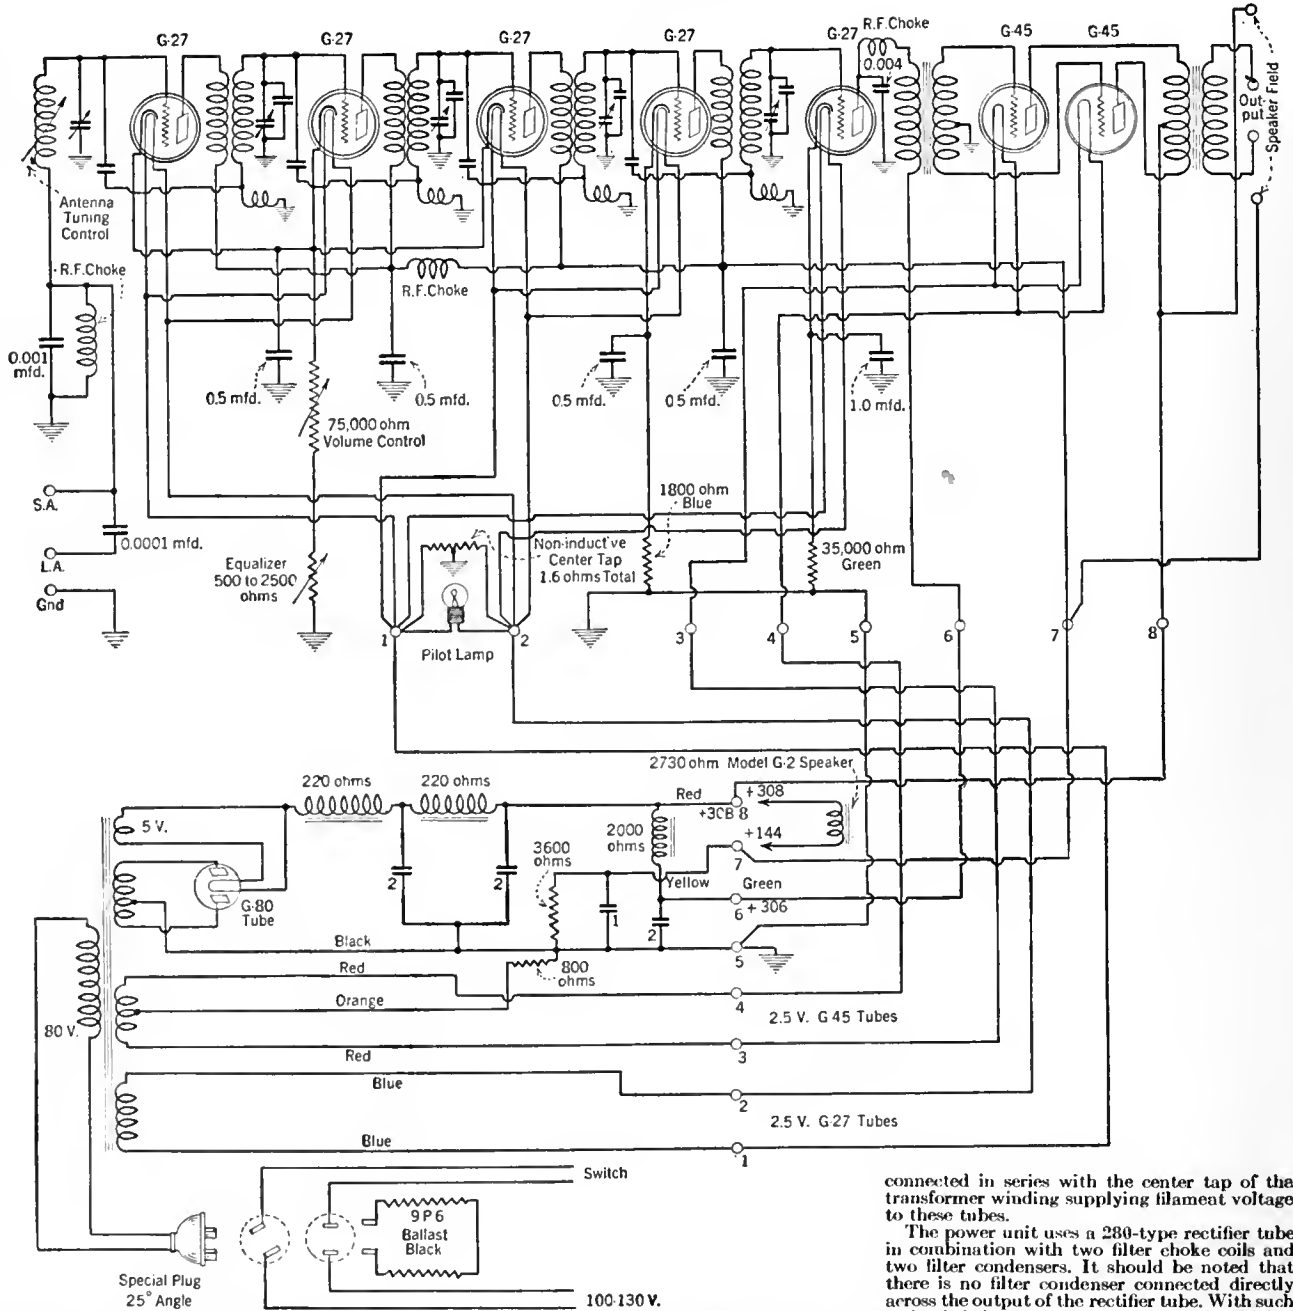 G-27
G-27
G-27
G-27
G-27
R.F. Choke
0.004
G-45
G-45
Out-
put
Speaker Field
Antenna
Tuning
Control
R.F. Choke
R.F. Choke
0.001
mfd.
0.5 mfd.
0.5 mfd.
0.5 mfd.
0.5 mfd.
1.0 mfd.
75,000 ohm
Volume Control
S.A.
0.0001 mfd.
L.A.
Gnd
Equalizer
500 to 2500
ohms
Non-inductive
Center Tap
1.6 ohms Total
1800 ohm
Blue
35,000 ohm
Green
1
2
3
4
5
6
7
8
Pilot Lamp
220 ohms
220 ohms
2730 ohm Model G-2 Speaker
5 V.
Red
+308
+308 8
2000
ohms
+144
7
3600
ohms
2
2
G-80
Tube
Yellow
Green
6 +306
1
2
Black
5
Red
800
ohms
Orange
4
2.5 V. G 45 Tubes
80 V.
Red
3
Blue
2
2.5 V. G-27 Tubes
Blue
1
Switch
9 P 6
Ballast
Black
Special Plug
25° Angle
100-130 V.
connected in series with the center tap of the
transformer winding supplying filament voltage
to these tubes.
The power unit uses a 280-type rectifier tube
in combination with two filter choke coils and
two filter condensers. It should be noted that
there is no filter condenser connected directly
across the output of the rectifier tube. With such